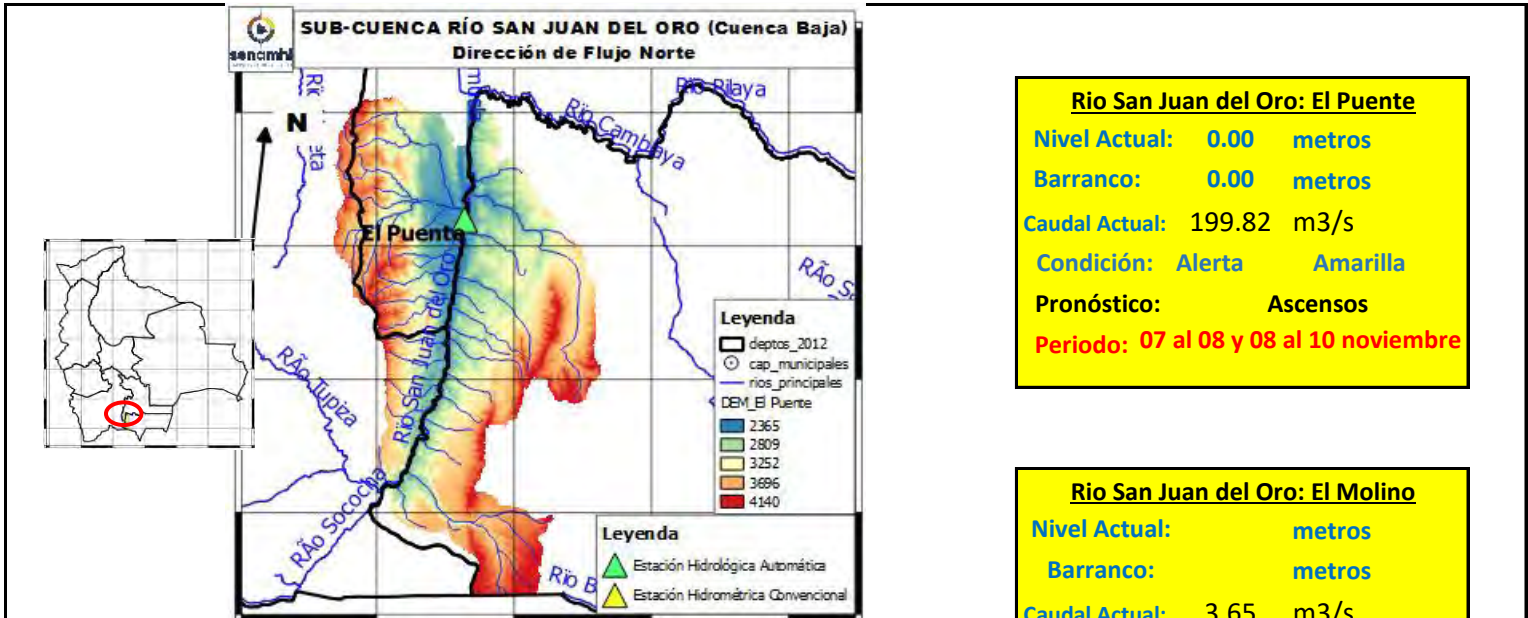 senamhi
SUB-CUENCA RÍO SAN JUAN DEL ORO (Cuenca Baja)
Dirección de Flujo Norte
N
Río Pilaya
Río Cambaya
El Puente
Río San Juan del Oro
RÃo Tupiza
RÃo Sococha
RÃo S
Río B
Leyenda
deptos_2012
cap_municipales
rios_principales
DEM_El Puente
2365
2809
3252
3696
4140
Leyenda
Estación Hidrológica Automática
Estación Hidrométrica Convencional
Rio San Juan del Oro: El Puente
Nivel Actual: 0.00 metros
Barranco: 0.00 metros
Caudal Actual: 199.82 m3/s
Condición: Alerta Amarilla
Pronóstico: Ascensos
Periodo: 07 al 08 y 08 al 10 noviembre
Rio San Juan del Oro: El Molino
Nivel Actual: metros
Barranco: metros
Caudal Actual: 3.65 m3/s